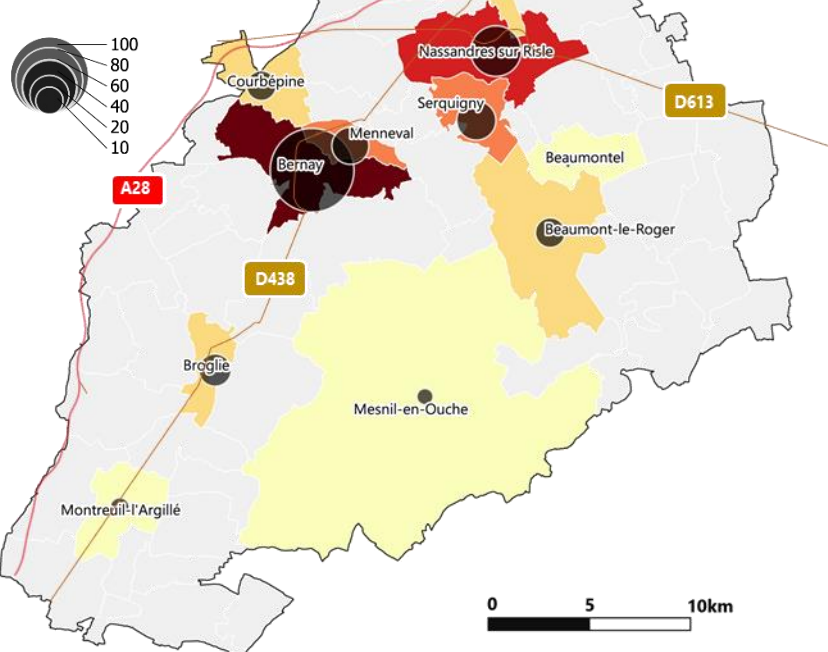 100
80
60
40
20
10
Nassandres sur Risle
Courbépine
Serquigny
D613
Menneval
Bernay
Beaumontel
A28
Beaumont-le-Roger
D438
Broglie
Mesnil-en-Ouche
Montreuil-l'Argillé
0 5 10km